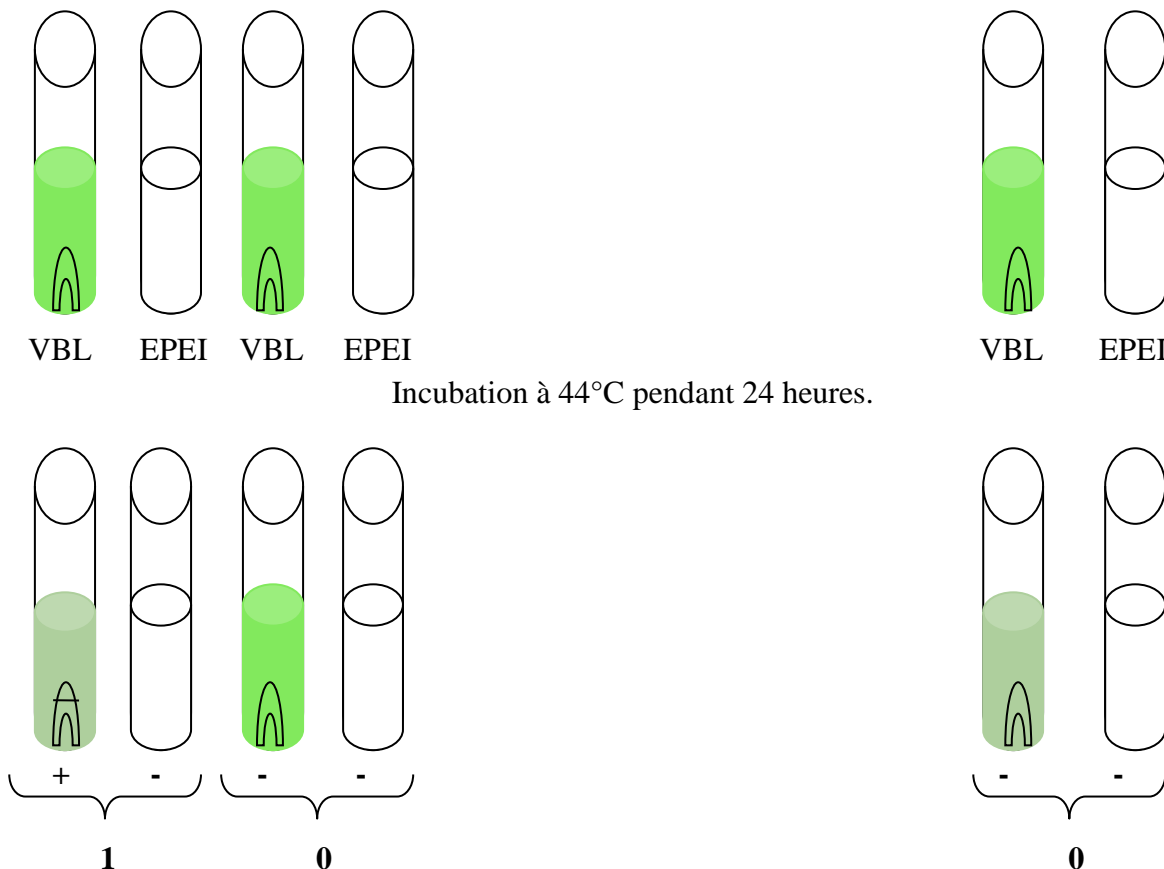 VBL EPEI VBL EPEI VBL EPEI
Incubation à 44°C pendant 24 heures.
+ - - - - -
1 0 0